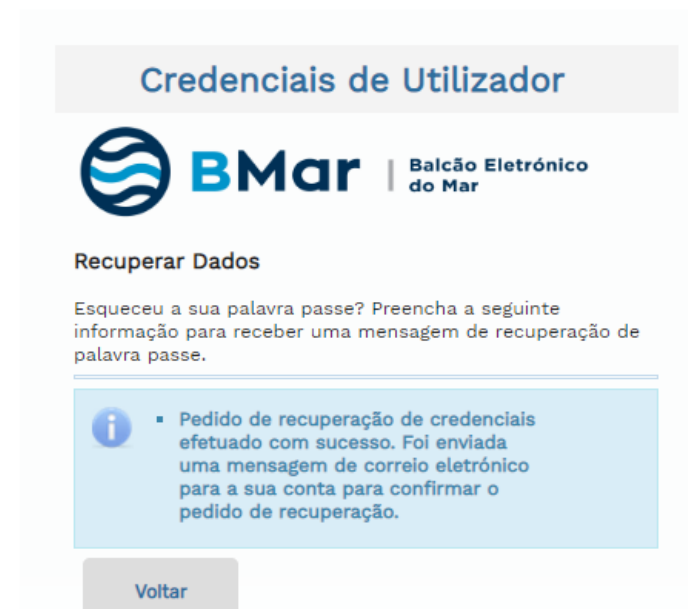 Credenciais de Utilizador
BMar | Balcão Eletrónico
do Mar
Recuperar Dados
Esqueceu a sua palavra passe? Preencha a seguinte
informação para receber uma mensagem de recuperação de
palavra passe.
Pedido de recuperação de credenciais
efetuado com sucesso. Foi enviada
uma mensagem de correio eletrónico
para a sua conta para confirmar o
pedido de recuperação.
Voltar